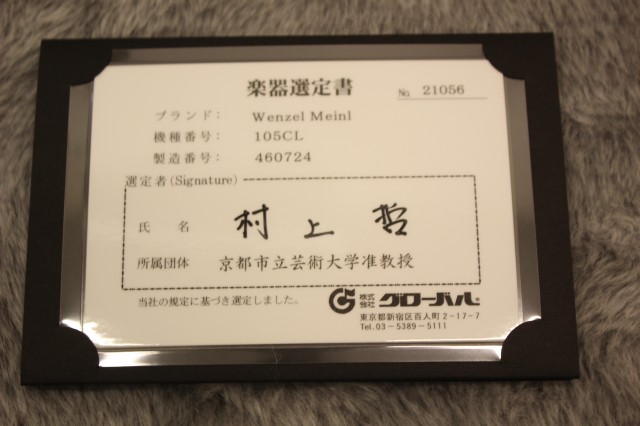 楽器選定書
№ 21056
ブランド： Wenzel Meinl
機種番号： 105CL
製造番号： 460724
選定者(Signature)
氏 名 村上 哲
所属団体 京都市立芸術大学准教授
当社の規定に基づき選定しました。
株式会社 グローバル
東京都新宿区百人町2-17-7
Tel.03-5389-5111